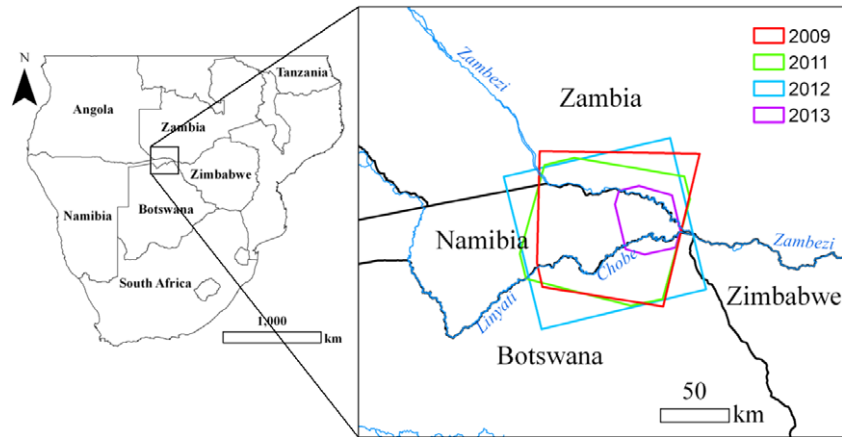 N
Tanzania
Angola
Zambia
Zimbabwe
Namibia
Botswana
South Africa
1,000
km
2009
2011
2012
2013
Zambezi
Zambia
Namibia
Chobe
Zambezi
Linyati
Zimbabwe
Botswana
50
km